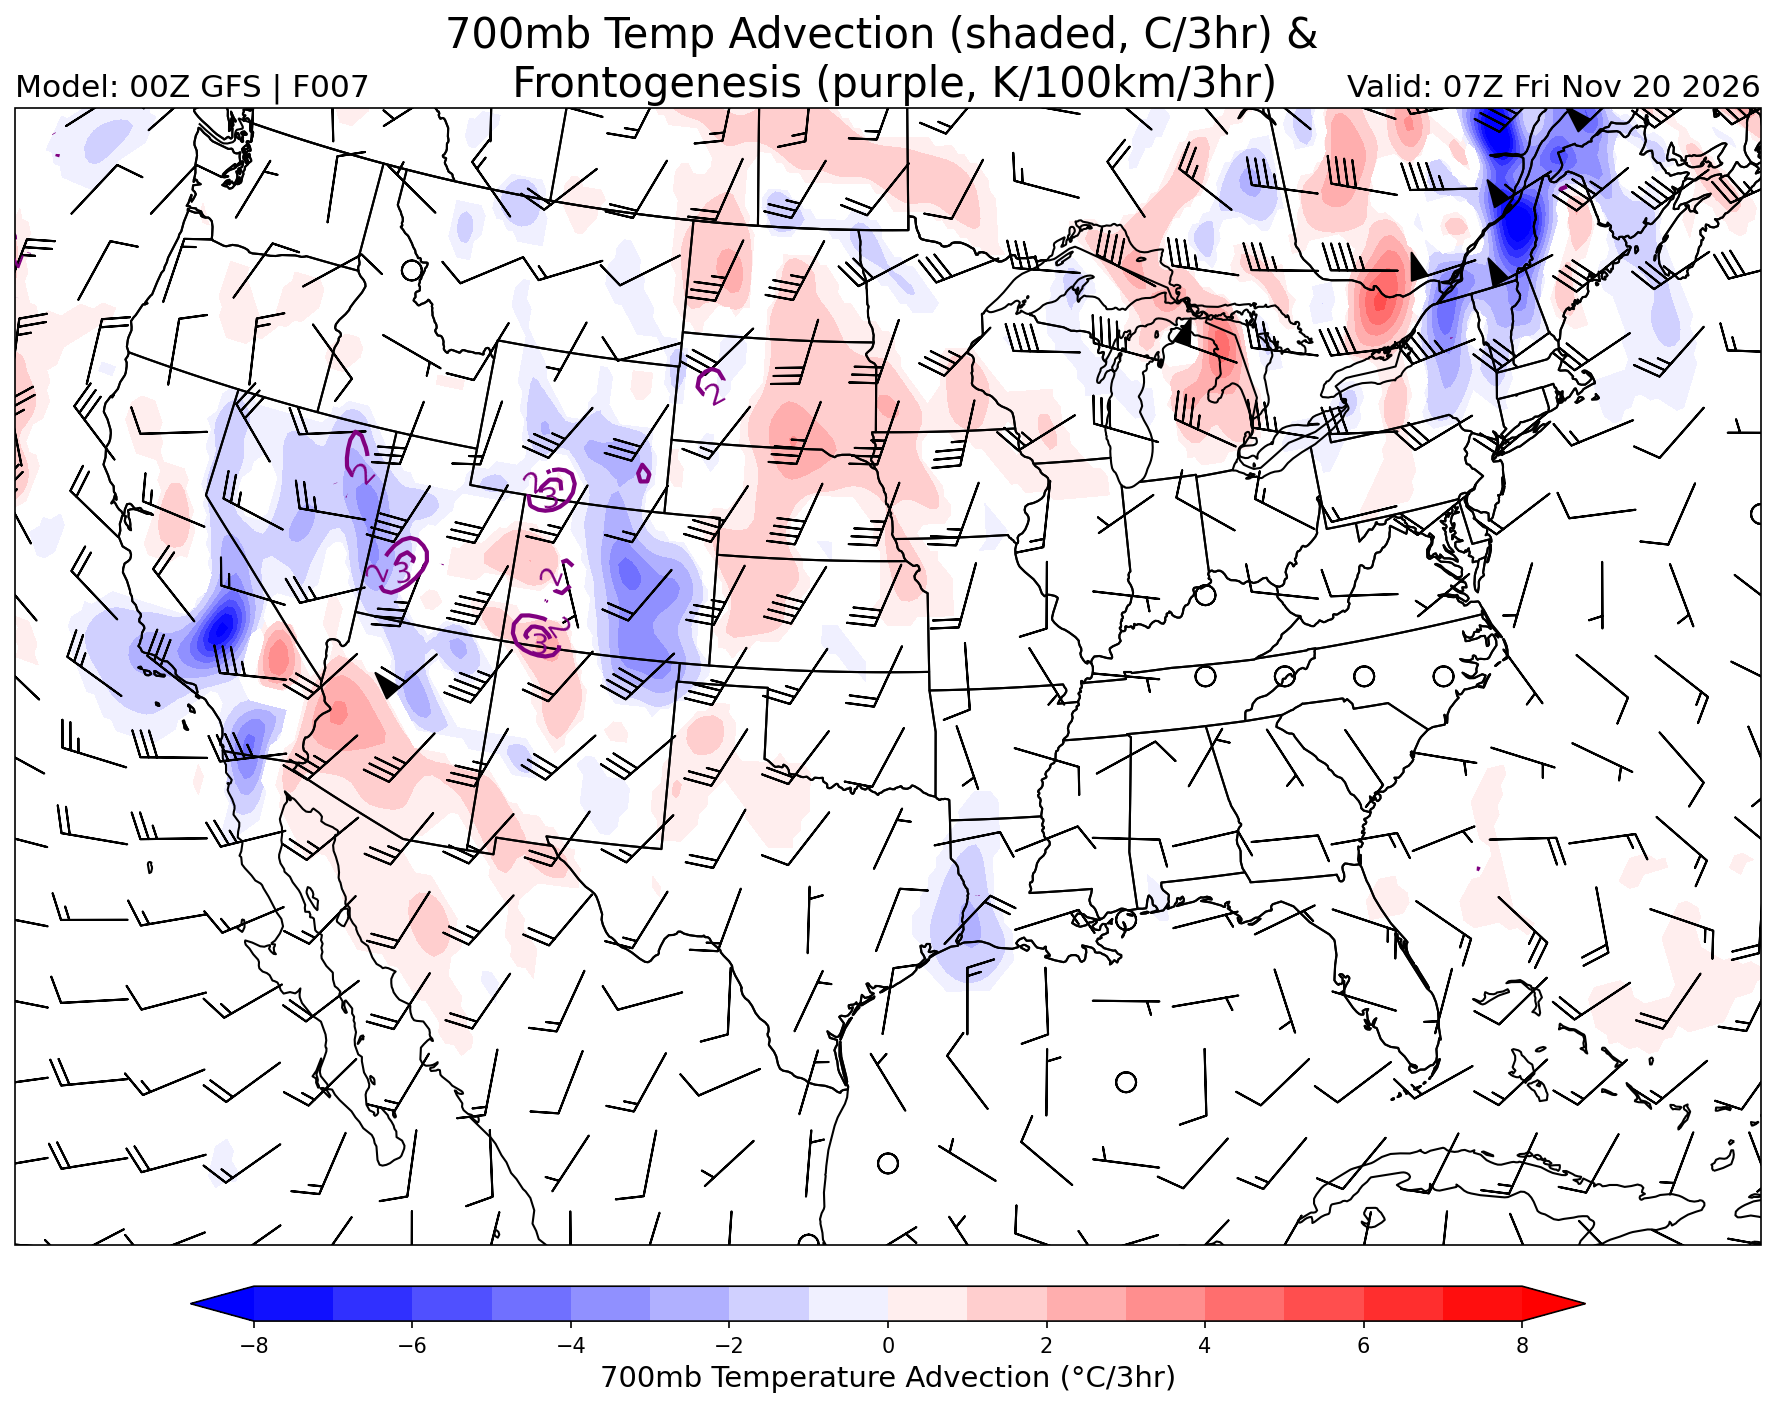 700mb Temp Advection (shaded, C/3hr) &
Model: 00Z GFS | F007 Frontogenesis (purple, K/100km/3hr) Valid: 07Z Fri Nov 20 2026
2
2
2
3
2
3
2
3
2
−8 −6 −4 −2 0 2 4 6 8
700mb Temperature Advection (°C/3hr)